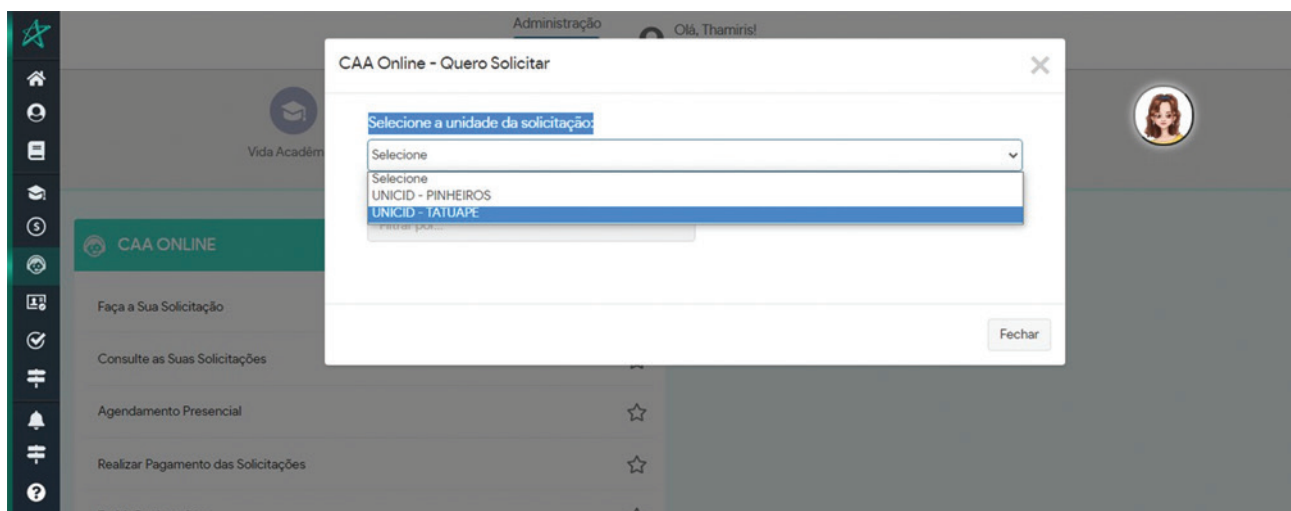 Administração
Olá, Thamiris!
CAA Online - Quero Solicitar
Selecione a unidade da solicitação:
Vida Acadêm
Selecione
Selecione
UNICID - PINHEIROS
UNICID - TATUAPE
Filtrar por...
CAA ONLINE
Faça a Sua Solicitação
Fechar
Consulte as Suas Solicitações
Agendamento Presencial
Realizar Pagamento das Solicitações